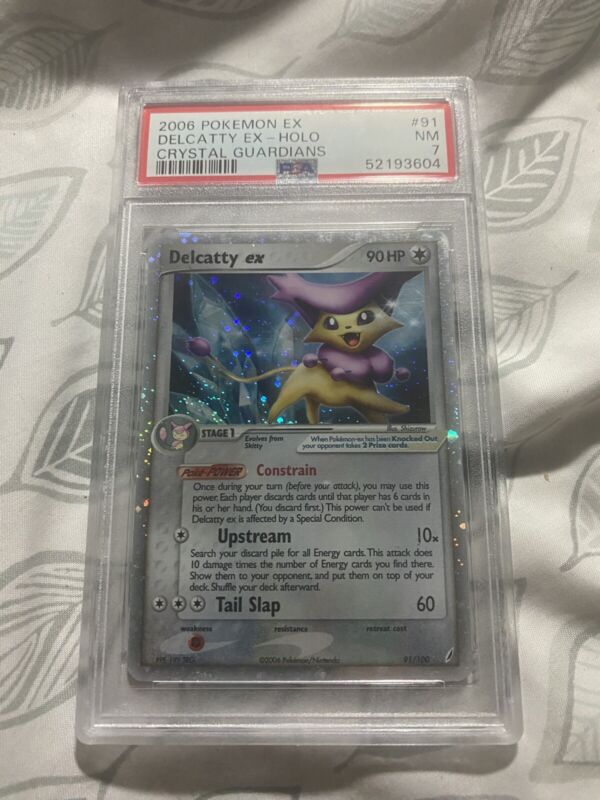 2006 POKEMON EX #91
DELCATTY EX - HOLO NM
CRYSTAL GUARDIANS 7
PSA 52193604
Delcatty ex 90 HP
Illus. Shizurow
STAGE 1 Evolves from Skitty
When Pokémon-ex has been Knocked Out
your opponent takes 2 Prize cards.
Poké-POWER Constrain
Once during your turn (before your attack), you may use this
power. Each player discards cards until that player has 6 cards in
his or her hand. (You discard first.) This power can't be used if
Delcatty ex is affected by a Special Condition.
Upstream 10x
Search your discard pile for all Energy cards. This attack does
10 damage times the number of Energy cards you find there.
Show them to your opponent, and put them on top of your
deck. Shuffle your deck afterward.
Tail Slap 60
weakness resistance retreat cost
©2006 Pokémon/Nintendo 91/100